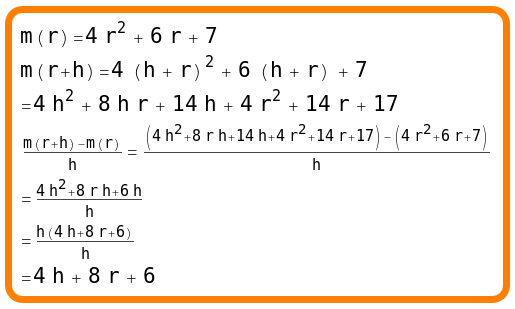 m(r)=4 r² + 6 r + 7
m(r+h)=4 (h + r)² + 6 (h + r) + 7
=4 h² + 8 h r + 14 h + 4 r² + 14 r + 17
m(r+h)−m(r)/h = (4 h²+8 r h+14 h+4 r²+14 r+17)−(4 r²+6 r+7)/h
= 4 h²+8 r h+6 h/h
= h(4 h+8 r+6)/h
=4 h + 8 r + 6